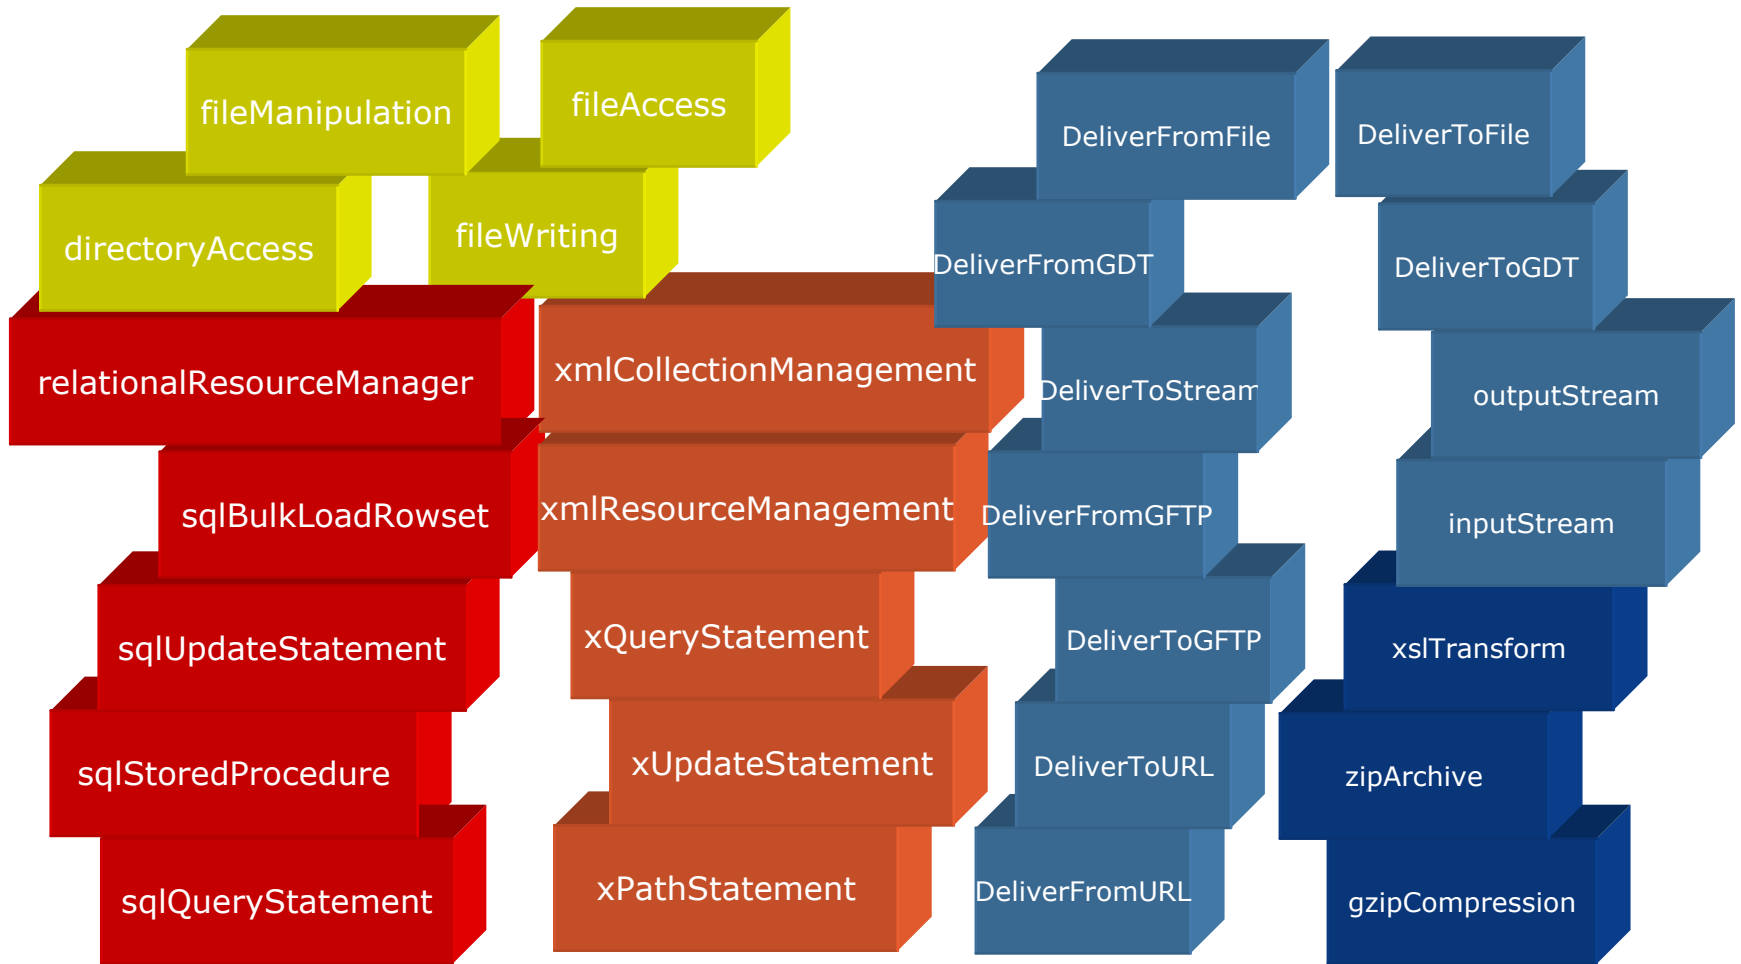 fileManipulation
fileAccess
directoryAccess
fileWriting
relationalResourceManager
sqlBulkLoadRowset
sqlUpdateStatement
sqlStoredProcedure
sqlQueryStatement
xmlCollectionManagement
xmlResourceManagement
xQueryStatement
xUpdateStatement
xPathStatement
DeliverFromFile
DeliverFromGDT
DeliverToStream
DeliverFromGFTP
DeliverToGFTP
DeliverToURL
DeliverFromURL
DeliverToFile
DeliverToGDT
outputStream
inputStream
xslTransform
zipArchive
gzipCompression